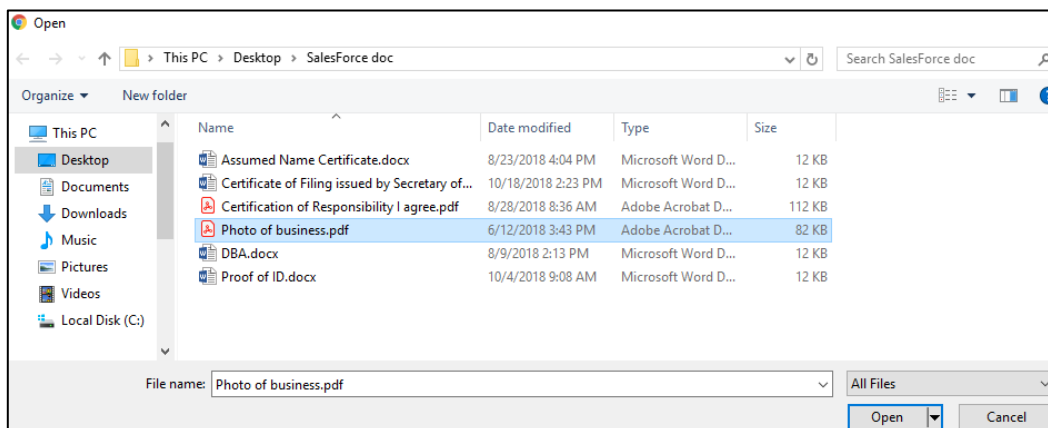 Open
This PC > Desktop > SalesForce doc
Search SalesForce doc
Organize
New folder
Name
Date modified
Type
Size
This PC
Desktop
Documents
Downloads
Music
Pictures
Videos
Local Disk (C:)
Assumed Name Certificate.docx 8/23/2018 4:04 PM Microsoft Word D... 12 KB
Certificate of Filing issued by Secretary of... 10/18/2018 2:23 PM Microsoft Word D... 12 KB
Certification of Responsibility I agree.pdf 8/28/2018 8:36 AM Adobe Acrobat D... 112 KB
Photo of business.pdf 6/12/2018 3:43 PM Adobe Acrobat D... 82 KB
DBA.docx 8/9/2018 2:13 PM Microsoft Word D... 12 KB
Proof of ID.docx 10/4/2018 9:08 AM Microsoft Word D... 12 KB
File name: Photo of business.pdf
All Files
Open
Cancel